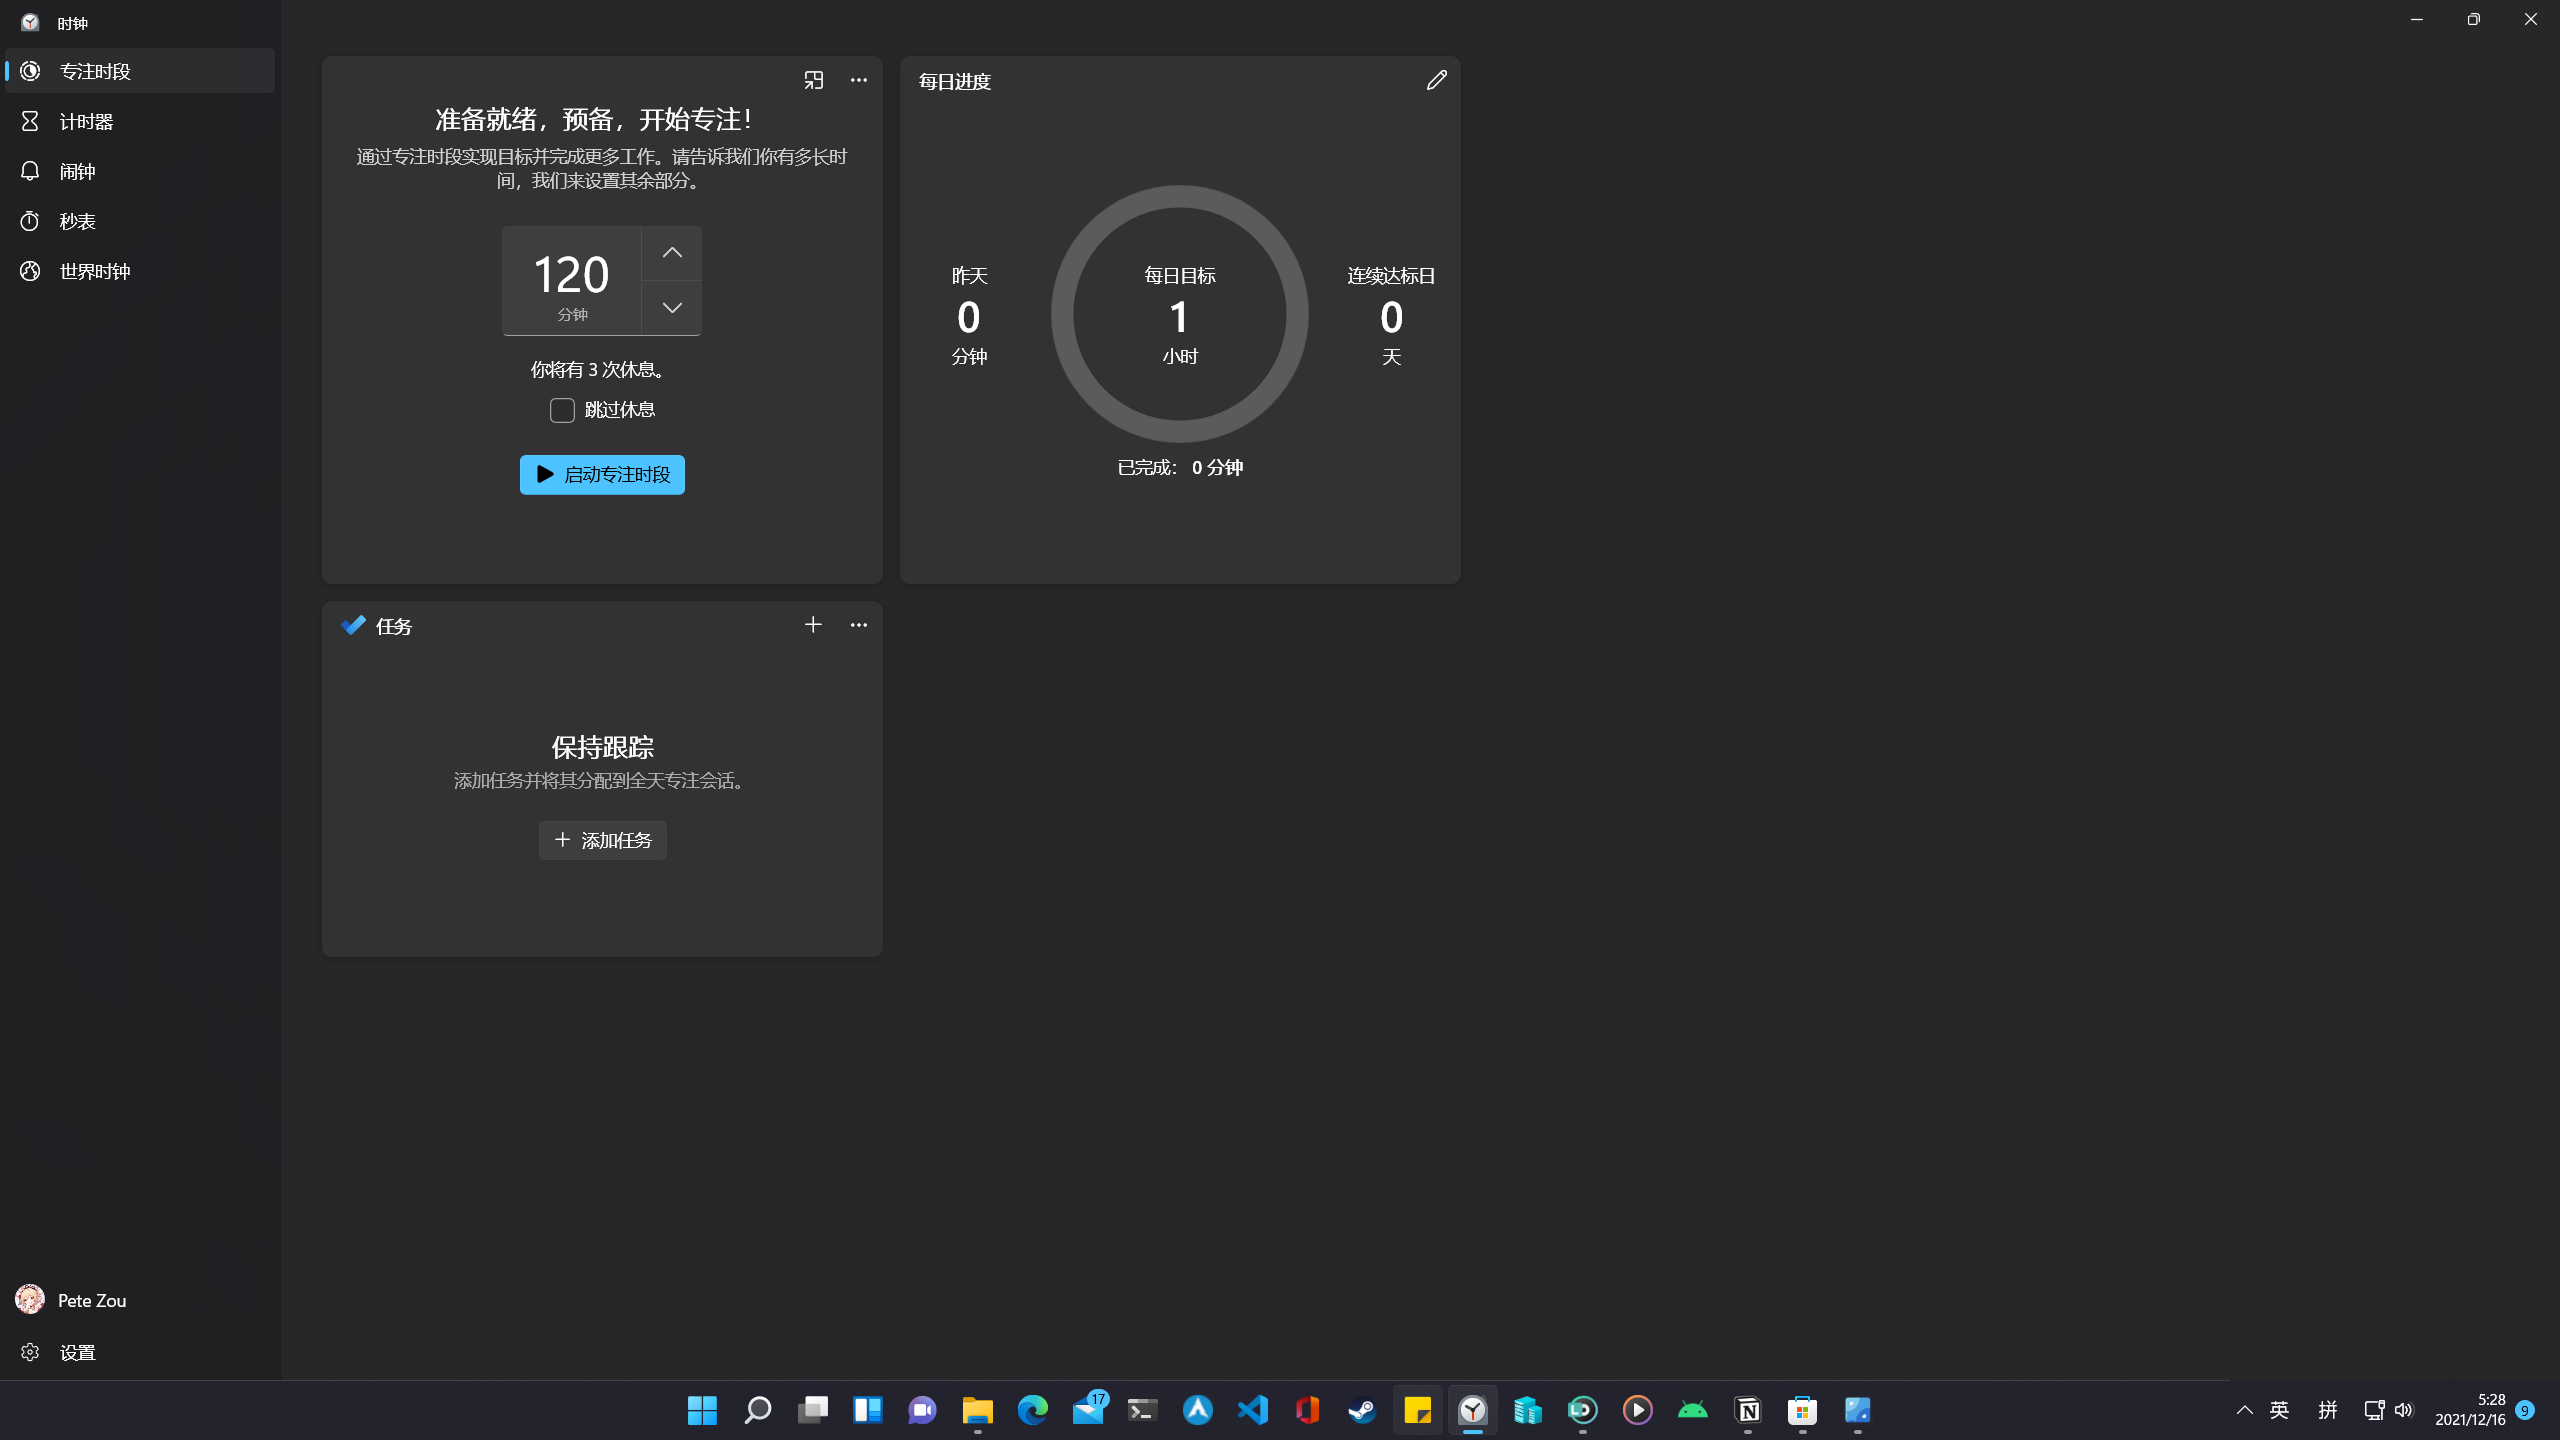 时钟
专注时段
计时器
闹钟
秒表
世界时钟
Pete Zou
设置
准备就绪，预备，开始专注！
通过专注时段实现目标并完成更多工作。请告诉我们你有多长时
间，我们来设置其余部分。
120
分钟
你将有 3 次休息。
跳过休息
启动专注时段
每日进度
昨天
0
分钟
每日目标
1
小时
连续达标日
0
天
已完成： 0 分钟
任务
保持跟踪
添加任务并将其分配到全天专注会话。
添加任务
17
英
拼
5:28
2021/12/16
9